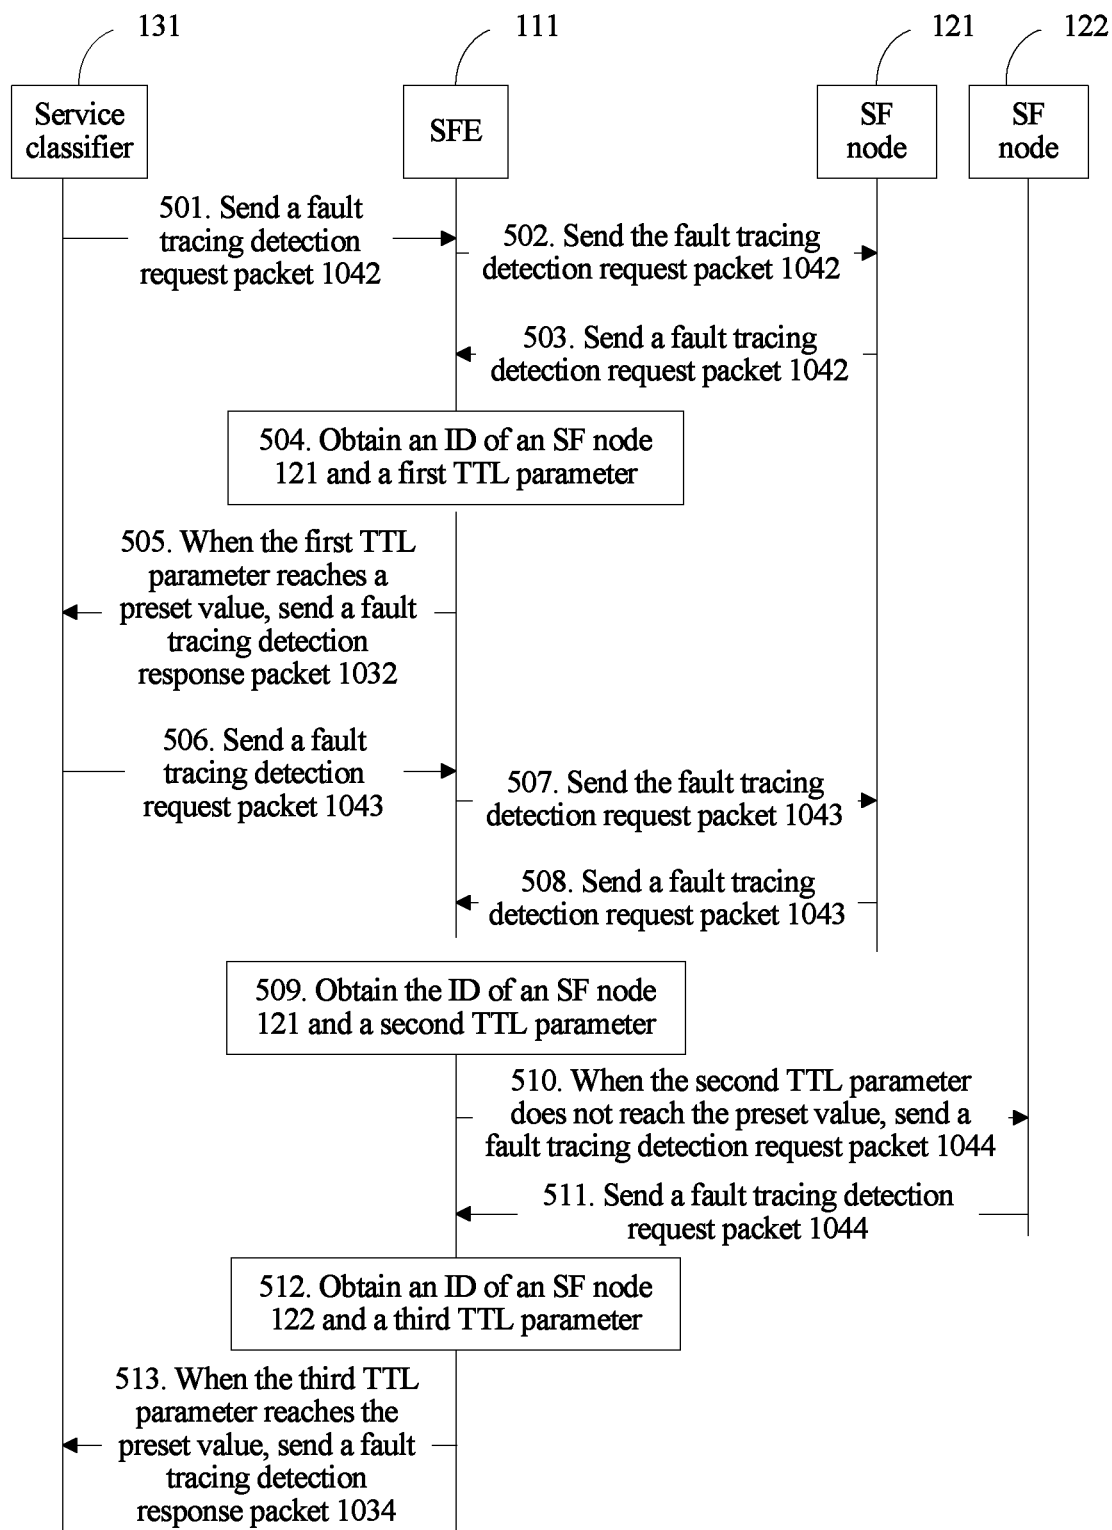 131
111
121
122
Service
classifier
SFE
SF
node
SF
node
501. Send a fault
tracing detection
request packet 1042
502. Send the fault tracing
detection request packet 1042
503. Send a fault tracing
detection request packet 1042
504. Obtain an ID of an SF node
121 and a first TTL parameter
505. When the first TTL
parameter reaches a
preset value, send a fault
tracing detection
response packet 1032
506. Send a fault
tracing detection
request packet 1043
507. Send the fault tracing
detection request packet 1043
508. Send a fault tracing
detection request packet 1043
509. Obtain the ID of an SF node
121 and a second TTL parameter
510. When the second TTL parameter
does not reach the preset value, send a
fault tracing detection request packet 1044
511. Send a fault tracing detection
request packet 1044
512. Obtain an ID of an SF node
122 and a third TTL parameter
513. When the third TTL
parameter reaches the
preset value, send a fault
tracing detection
response packet 1034